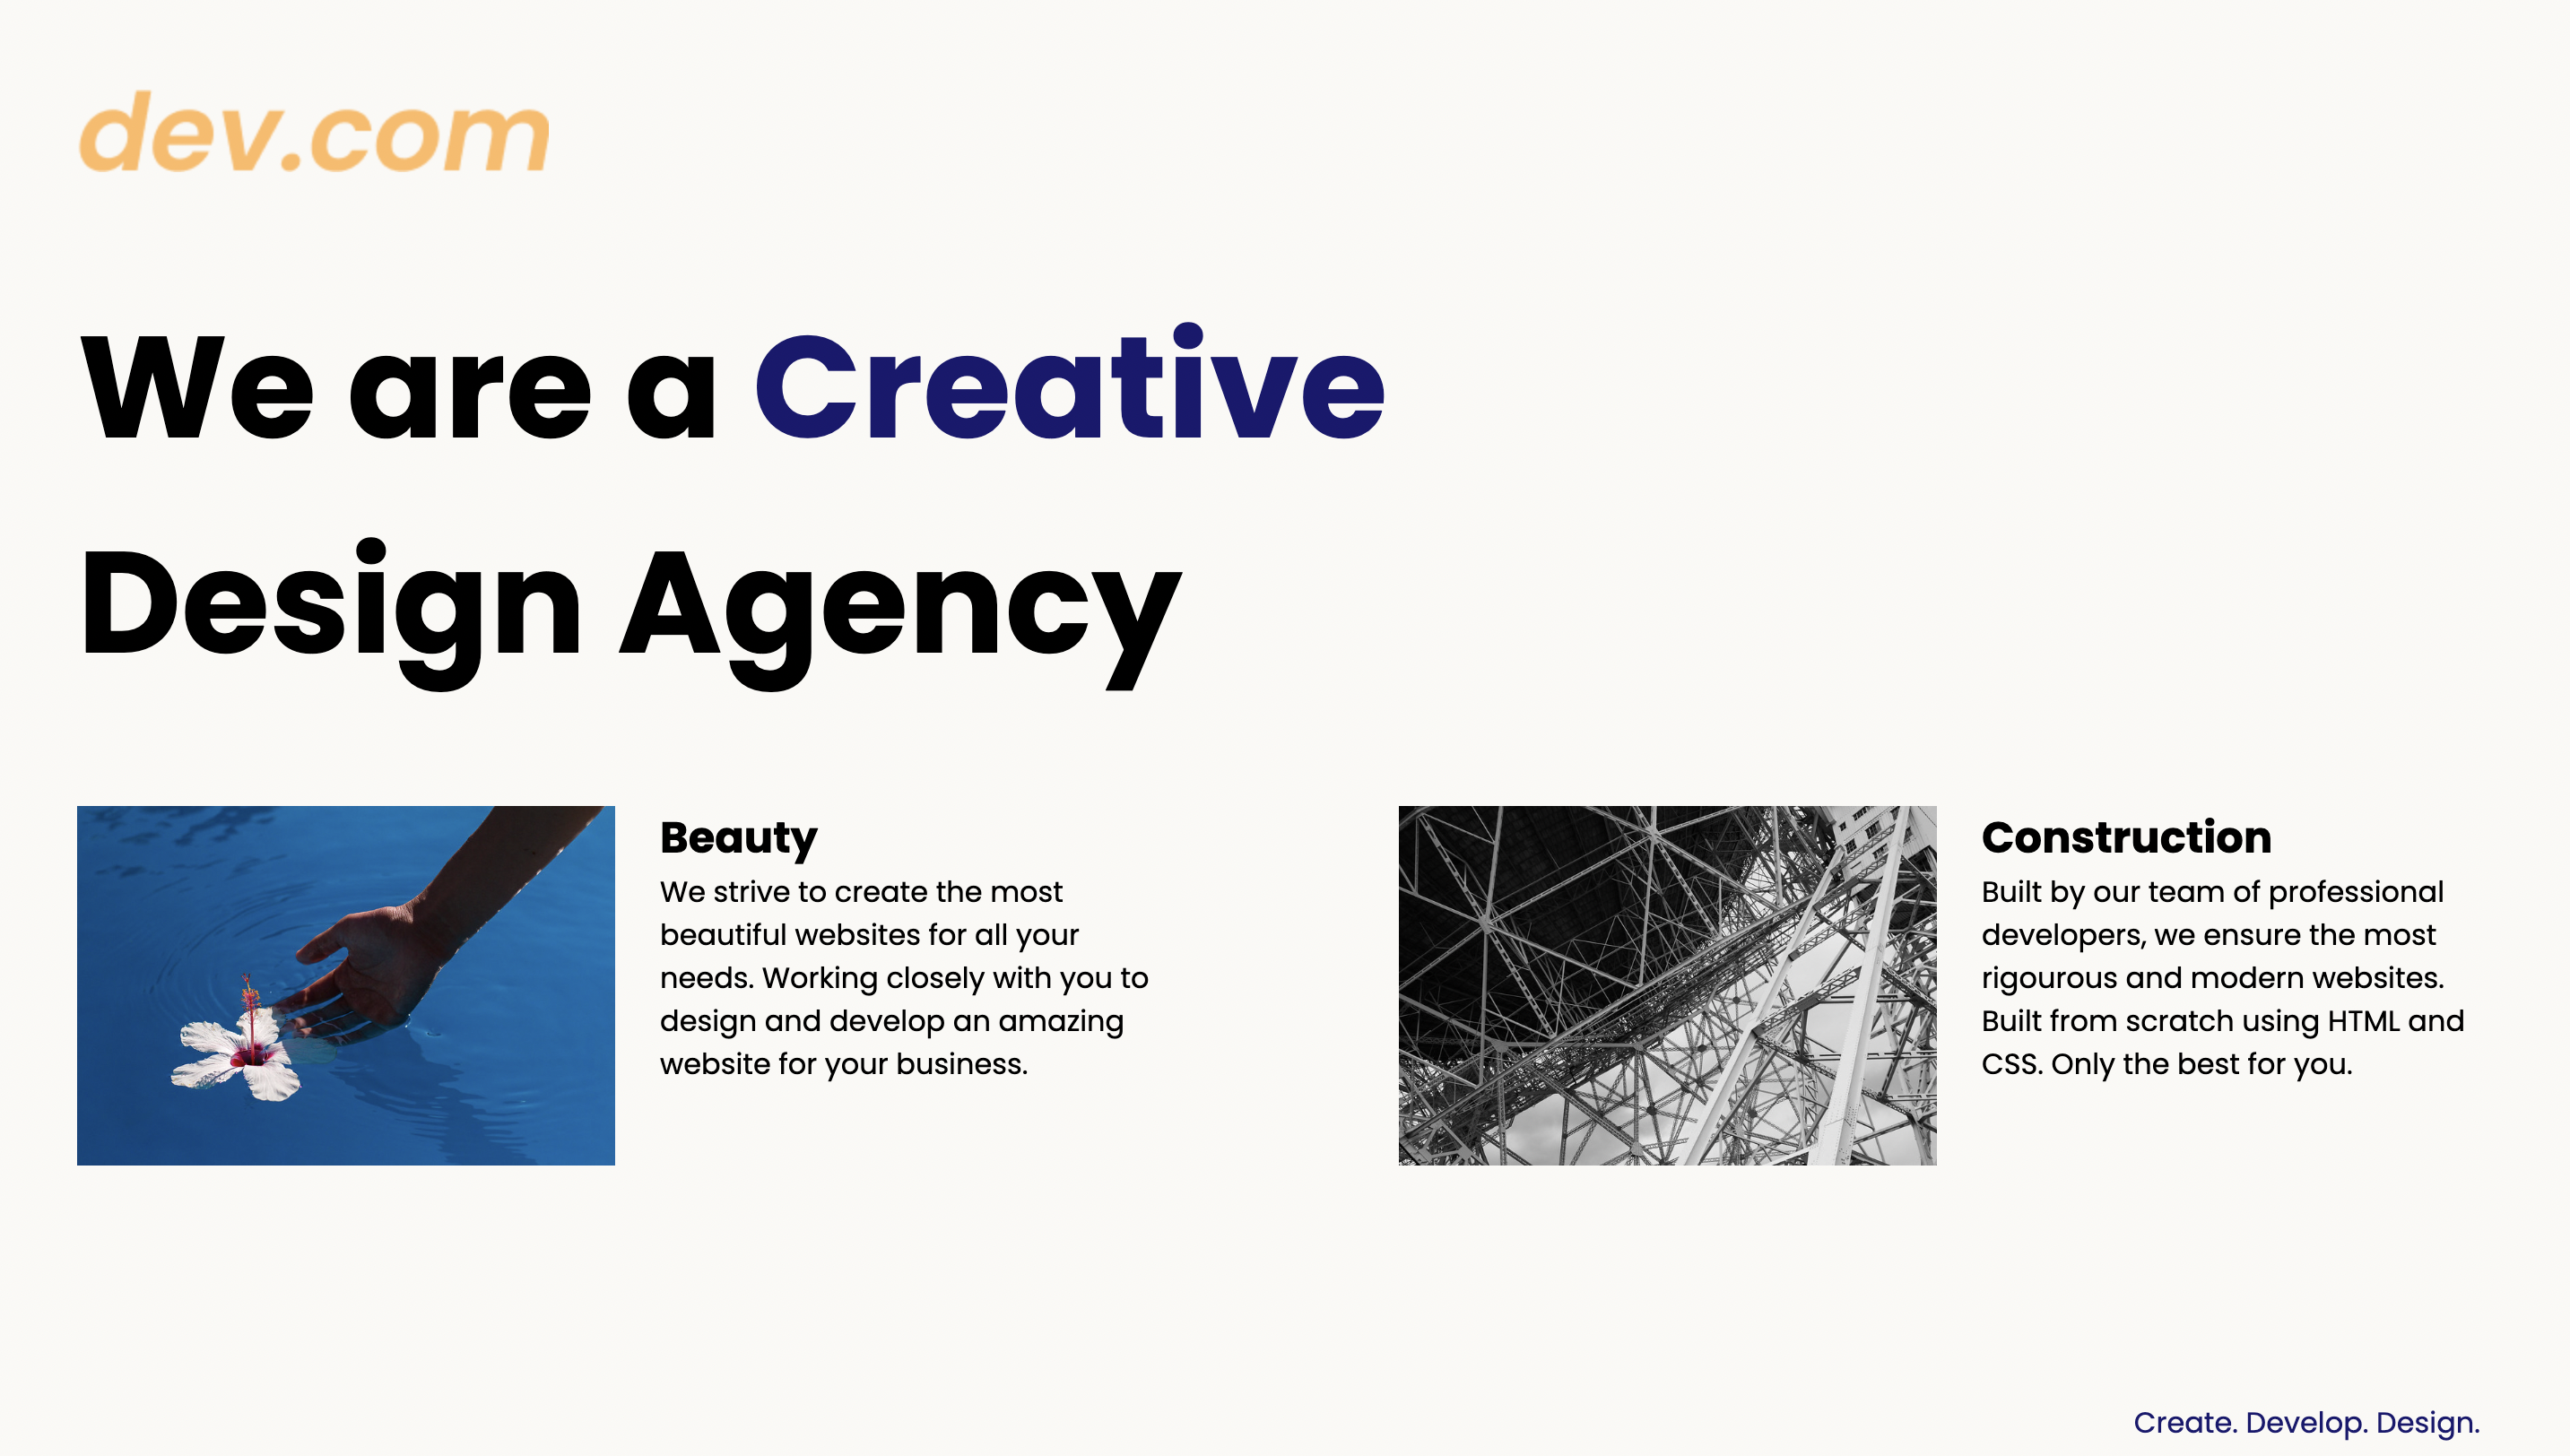 dev.com
We are a Creative
Design Agency
Beauty
We strive to create the most
beautiful websites for all your
needs. Working closely with you to
design and develop an amazing
website for your business.
Construction
Built by our team of professional
developers, we ensure the most
rigourous and modern websites.
Built from scratch using HTML and
CSS. Only the best for you.
Create. Develop. Design.